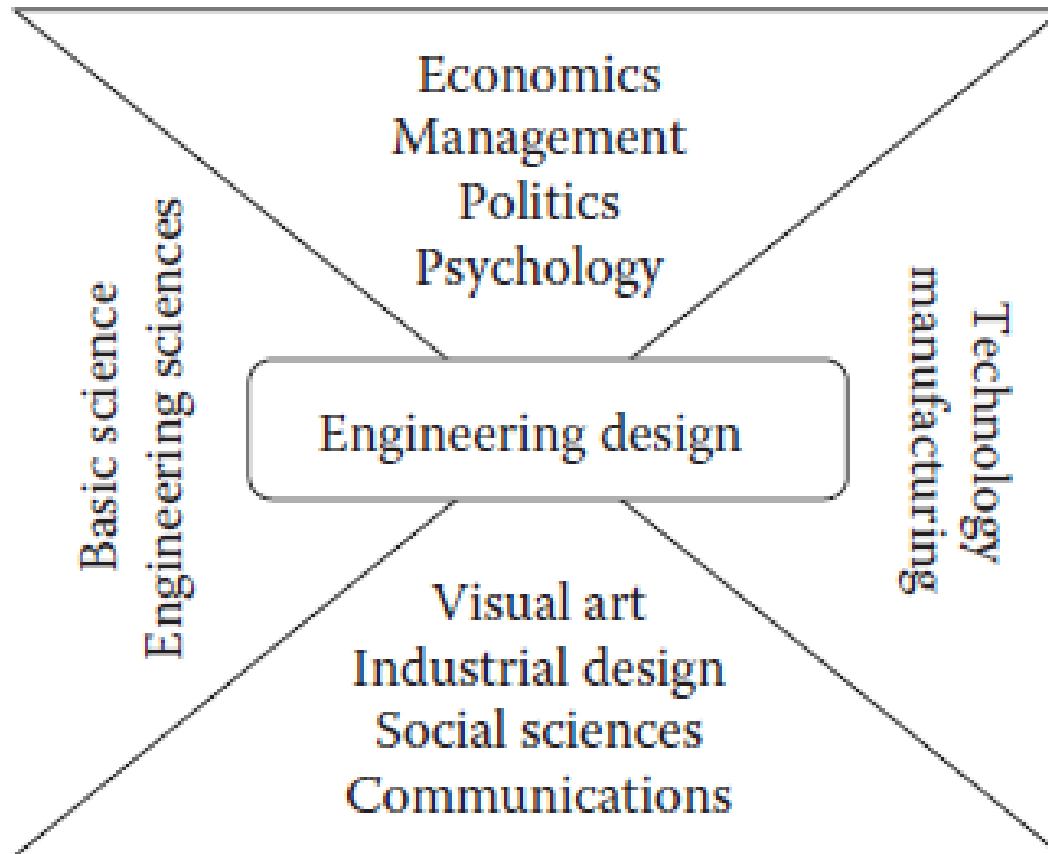 Economics
Management
Politics
Psychology
Basic science
Engineering sciences
Engineering design
Technology
manufacturing
Visual art
Industrial design
Social sciences
Communications